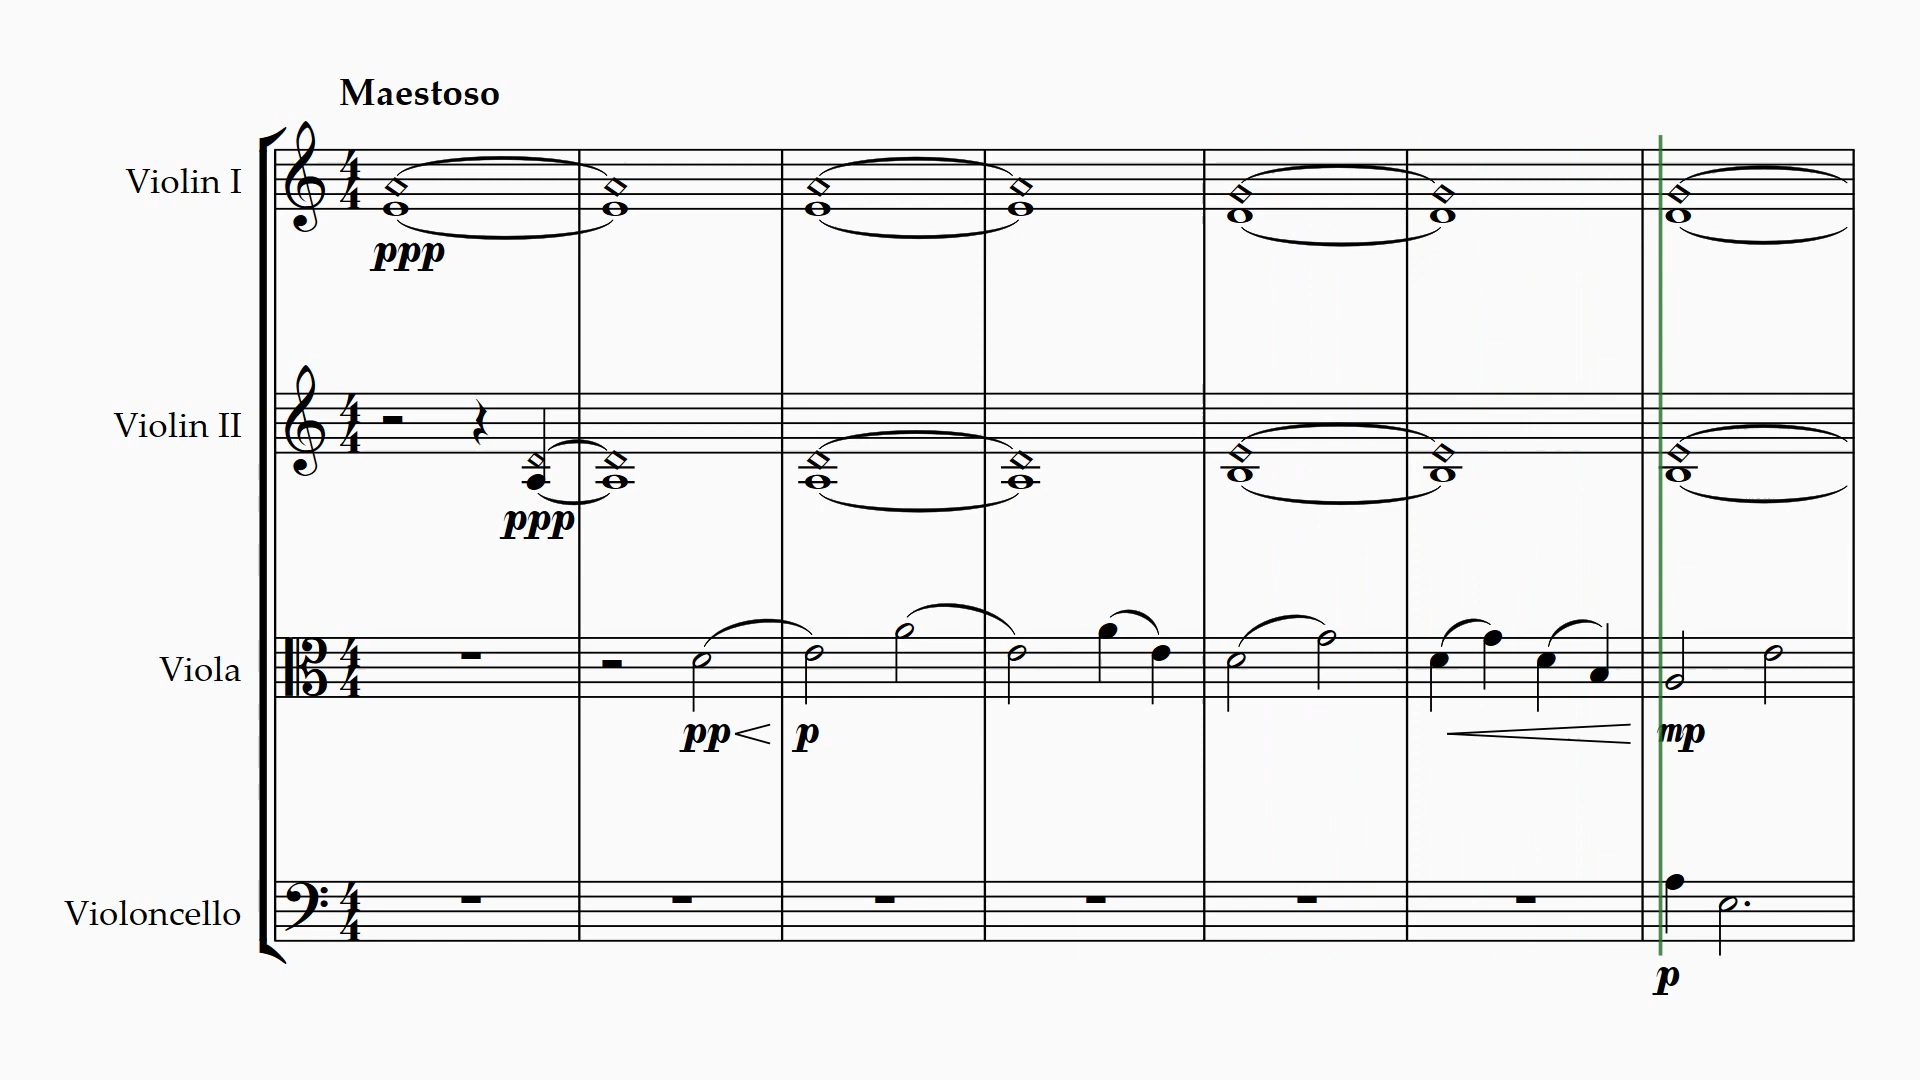 Maestoso
Violin I
ppp
Violin II
ppp
Viola
pp p mp
Violoncello
p